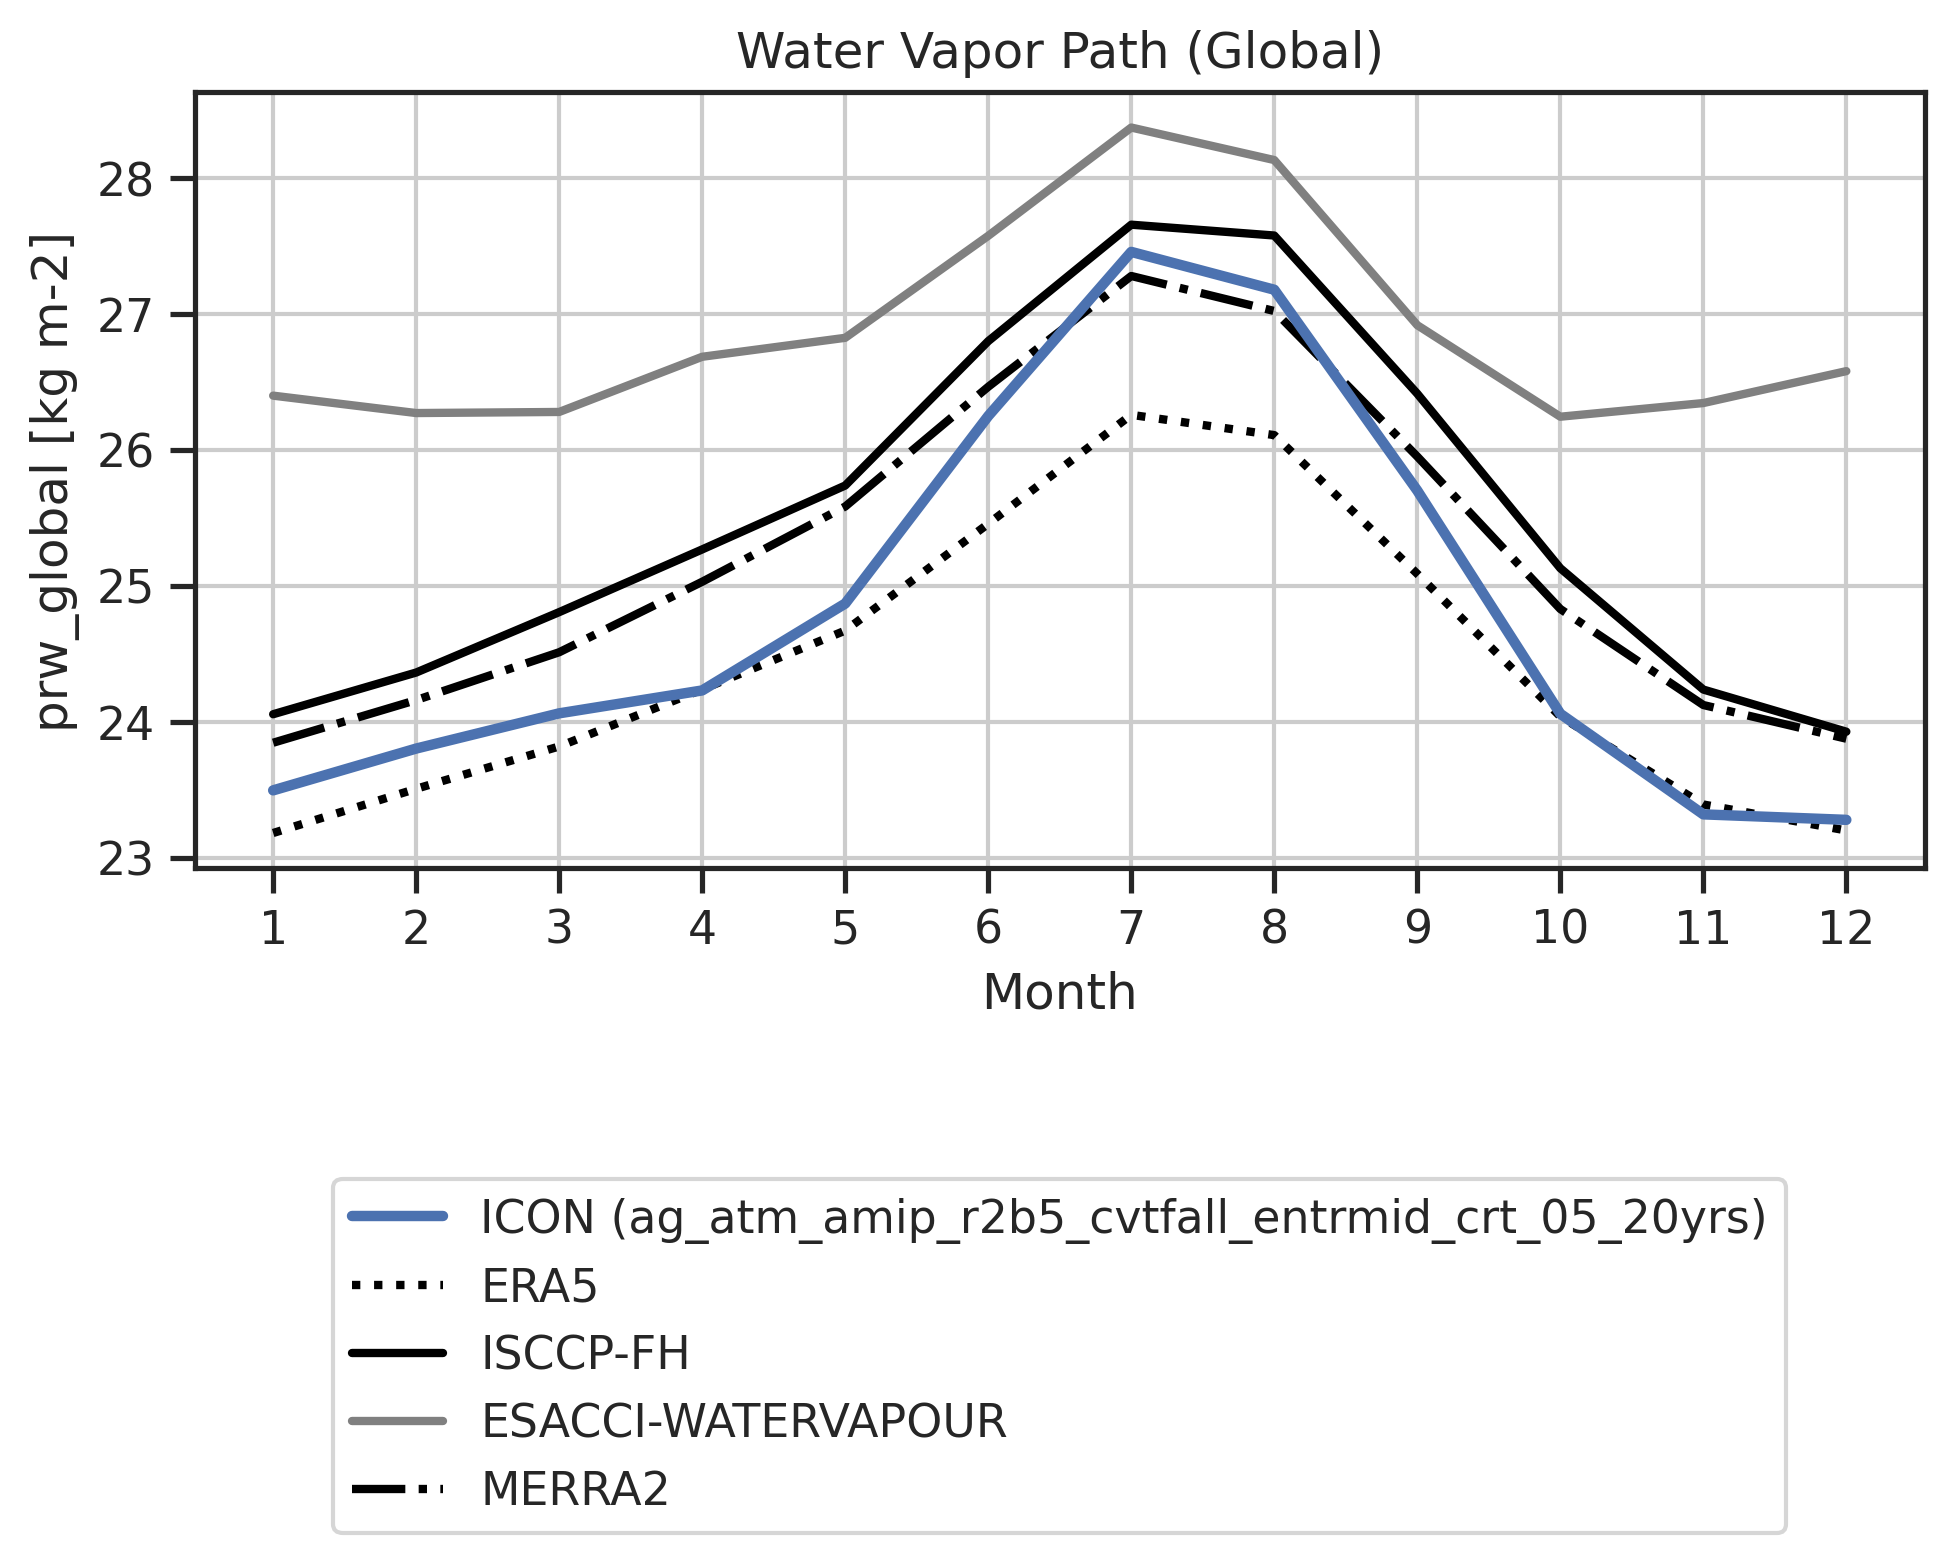 Water Vapor Path (Global)
prw_global [kg m-2]
28
27
26
25
24
23
1 2 3 4 5 6 7 8 9 10 11 12
Month
ICON (ag_atm_amip_r2b5_cvtfall_entrmid_crt_05_20yrs)
ERA5
ISCCP-FH
ESACCI-WATERVAPOUR
MERRA2